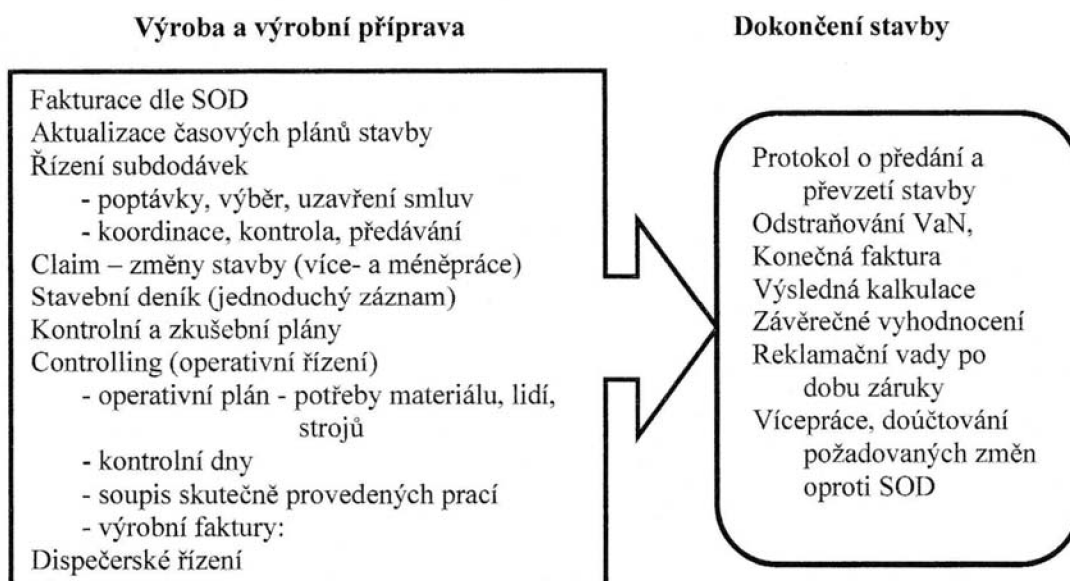 Výroba a výrobní příprava
Fakturace dle SOD
Aktualizace časových plánů stavby
Řízení subdodávek
- poptávky, výběr, uzavření smluv
- koordinace, kontrola, předávání
Claim – změny stavby (více- a méněpráce)
Stavební deník (jednoduchý záznam)
Kontrolní a zkušební plány
Controlling (operativní řízení)
- operativní plán - potřeby materiálu, lidí,
strojů
- kontrolní dny
- soupis skutečně provedených prací
- výrobní faktury:
Dispečerské řízení
Dokončení stavby
Protokol o předání a
převzetí stavby
Odstraňování VaN,
Konečná faktura
Výsledná kalkulace
Závěrečné vyhodnocení
Reklamační vady po
dobu záruky
Vícepráce, doúčtování
požadovaných změn
oproti SOD